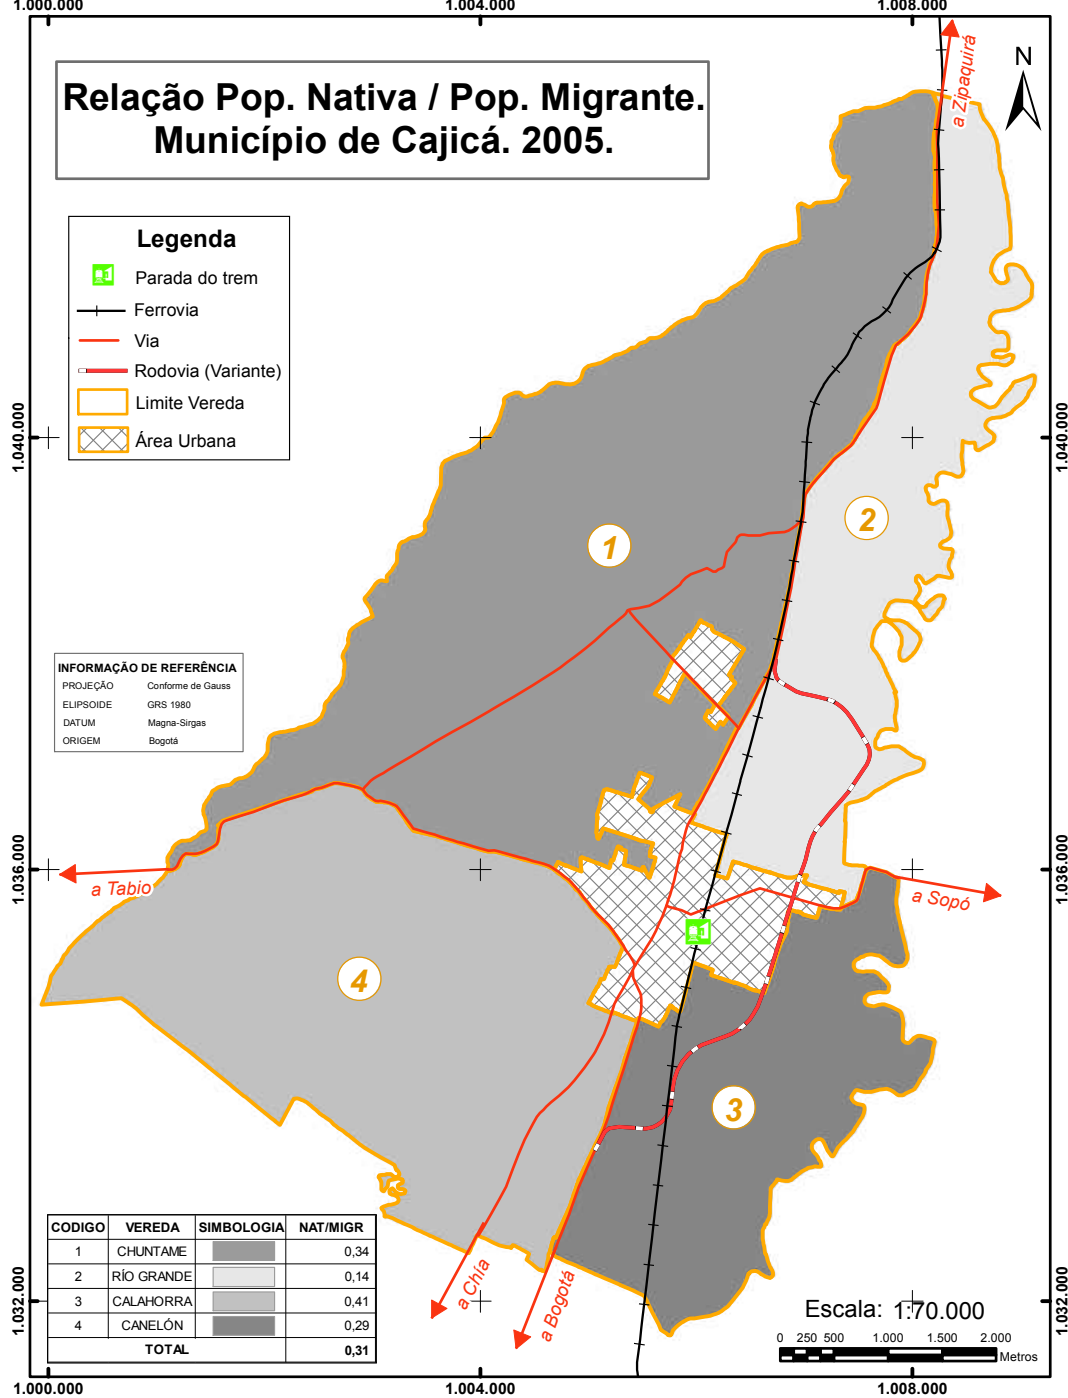 1.000.000 1.004.000 1.008.000
Relação Pop. Nativa / Pop. Migrante.
Município de Cajicá. 2005.
a Zipaquirá
N
Legenda
Parada do trem
Ferrovia
Via
Rodovia (Variante)
Limite Vereda
Área Urbana
1.040.000 1.040.000
1
2
INFORMAÇÃO DE REFERÊNCIA
PROJEÇÃO Conforme de Gauss
ELIPSOIDE GRS 1980
DATUM Magna-Sirgas
ORIGEM Bogotá
1.036.000 1.036.000
a Tabio
a Sopó
4
3
CODIGO VEREDA SIMBOLOGIA NAT/MIGR
1 CHUNTAME 0,34
2 RÍO GRANDE 0,14
3 CALAHORRA 0,41
4 CANELÓN 0,29
TOTAL 0,31
a Chía
a Bogotá
1.032.000 1.032.000
Escala: 1:70.000
0 250 500 1.000 1.500 2.000
Metros
1.000.000 1.004.000 1.008.000